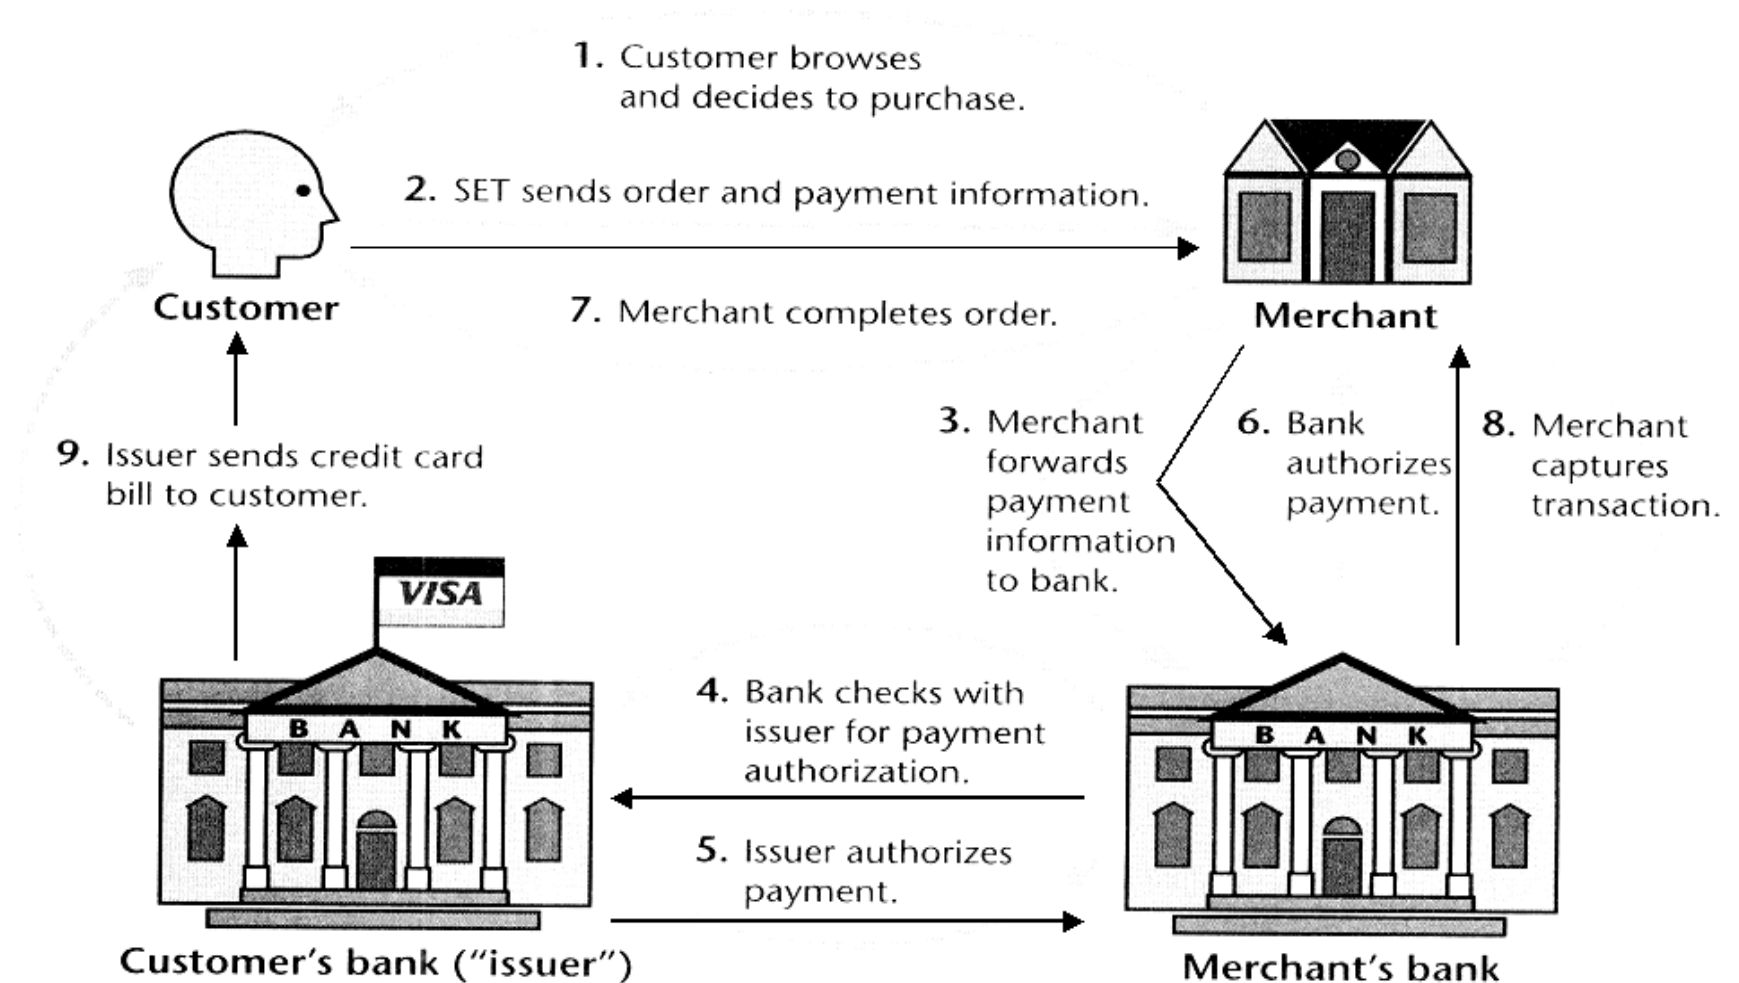 1. Customer browses
and decides to purchase.
2. SET sends order and payment information.
Customer
7. Merchant completes order.
Merchant
3. Merchant
forwards
payment
information
to bank.
6. Bank
authorizes
payment.
8. Merchant
captures
transaction.
9. Issuer sends credit card
bill to customer.
VISA
BANK
4. Bank checks with
issuer for payment
authorization.
BANK
5. Issuer authorizes
payment.
Customer's bank (“issuer”)
Merchant's bank